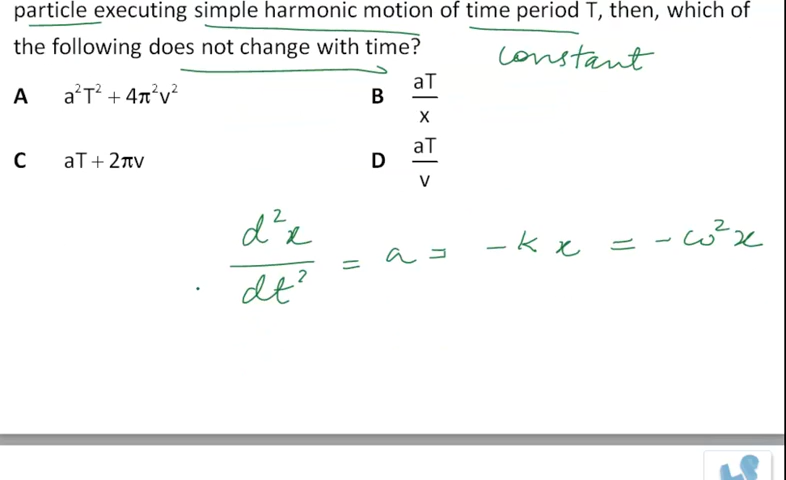 particle executing simple harmonic motion of time period T, then, which of
the following does not change with time? constant
A a²T² + 4π²v² B aT/x
C aT + 2πv D aT/v
d²x/dt² = a = -kx = -ω²x